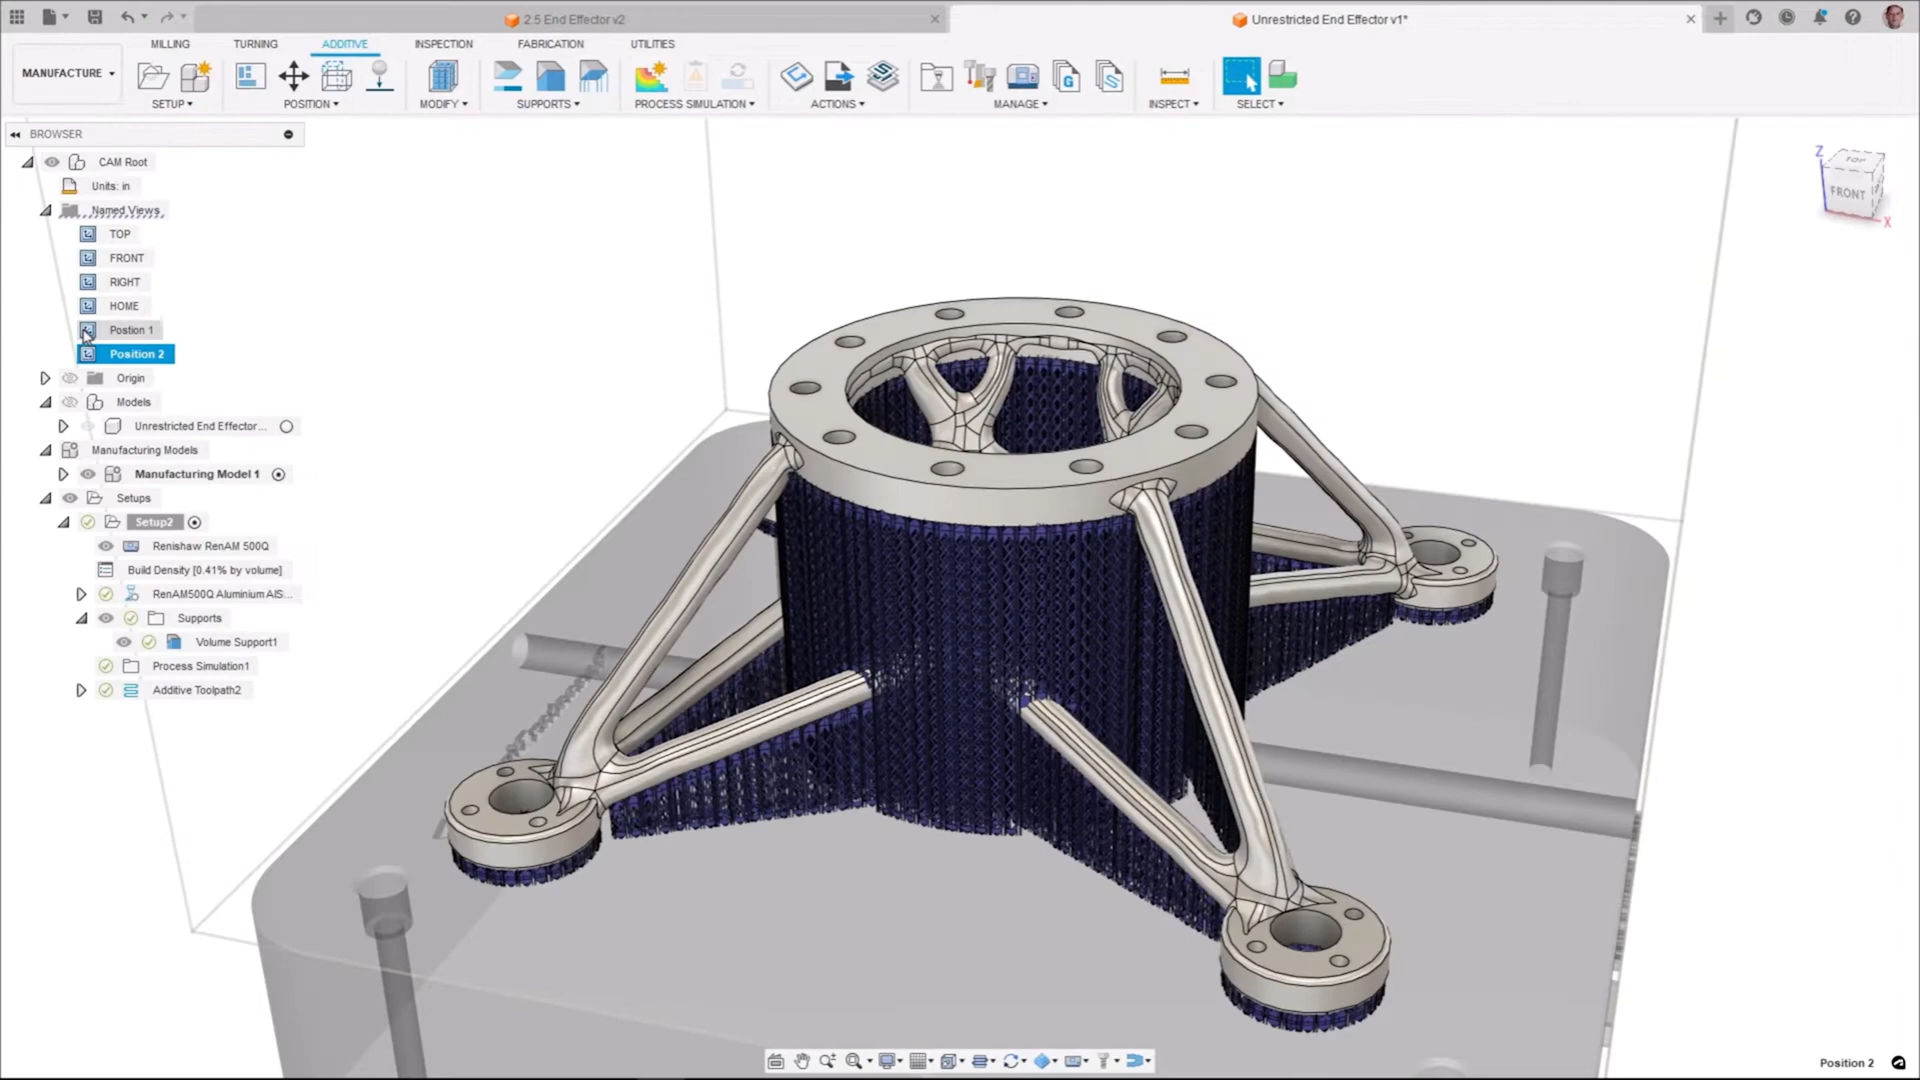 2.5 End Effector v2
Unrestricted End Effector v1*
MANUFACTURE
MILLING
TURNING
ADDITIVE
INSPECTION
FABRICATION
UTILITIES
SETUP
POSITION
MODIFY
SUPPORTS
PROCESS SIMULATION
ACTIONS
MANAGE
INSPECT
SELECT
BROWSER
CAM Root
Units: in
Named Views
TOP
FRONT
RIGHT
HOME
Postion 1
Position 2
Origin
Models
Unrestricted End Effector...
Manufacturing Models
Manufacturing Model 1
Setups
Setup2
Renishaw RenAM 500Q
Build Density [0.41% by volume]
RenAM500Q Aluminium AlS...
Supports
Volume Support1
Process Simulation1
Additive Toolpath2
Z
TOP
FRONT
X
Position 2